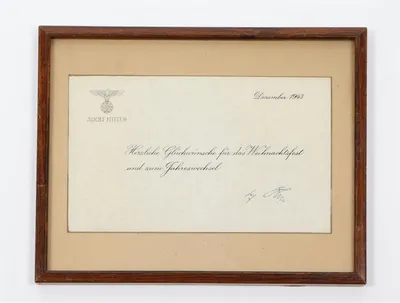 Dezember 1943
ADOLF HITLER
Herzliche Glückwünsche für das Weihnachtsfest
und zum Jahreswechsel